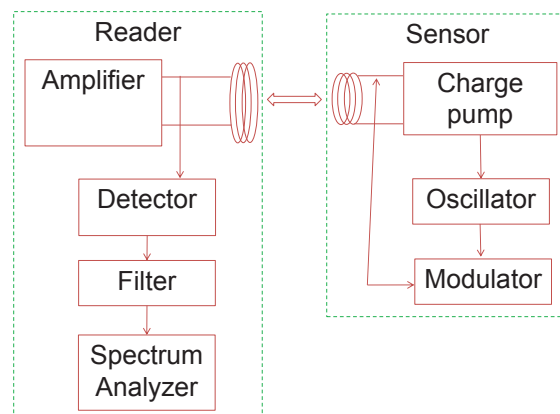 Reader
Amplifier
Detector
Filter
Spectrum
Analyzer
Sensor
Charge
pump
Oscillator
Modulator